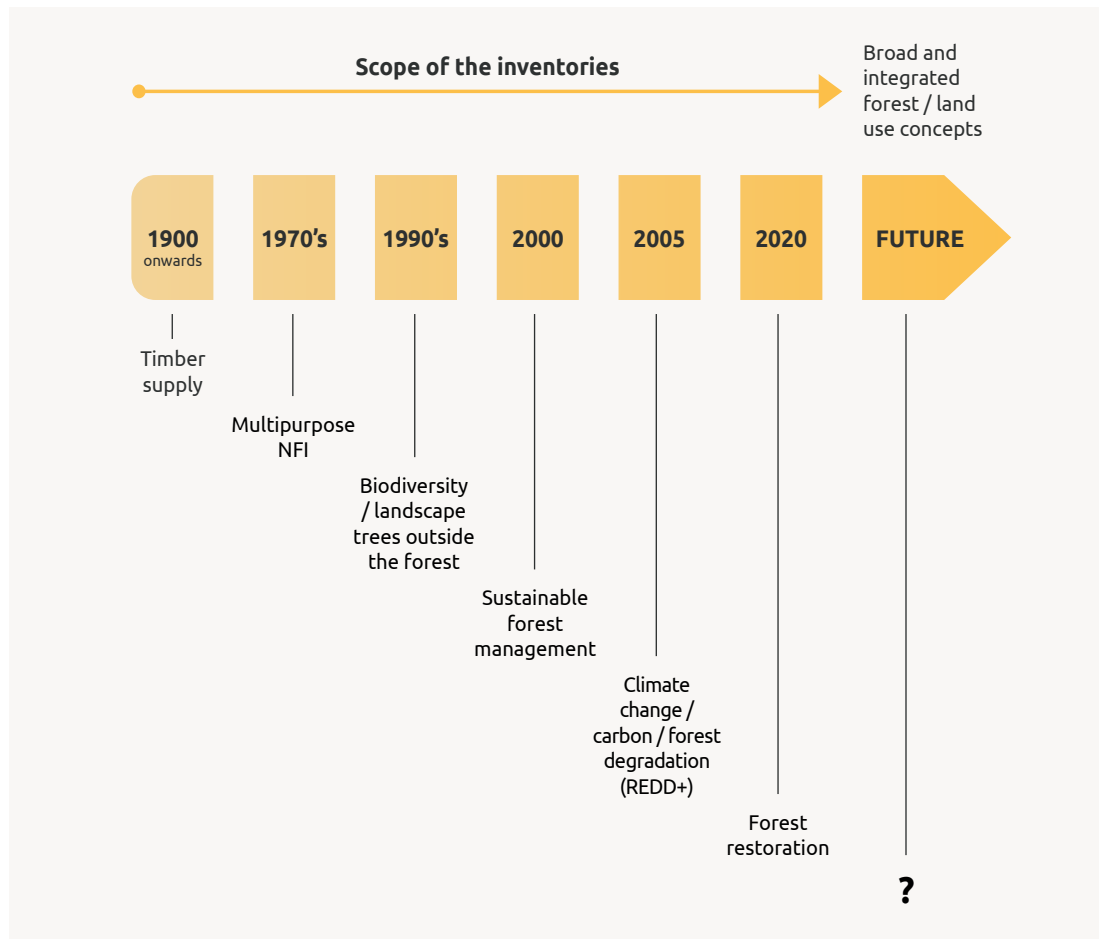 Scope of the inventories
Broad and
integrated
forest / land
use concepts
1900
onwards
1970’s
1990’s
2000
2005
2020
FUTURE
Timber
supply
Multipurpose
NFI
Biodiversity
/ landscape
trees outside
the forest
Sustainable
forest
management
Climate
change /
carbon / forest
degradation
(REDD+)
Forest
restoration
?